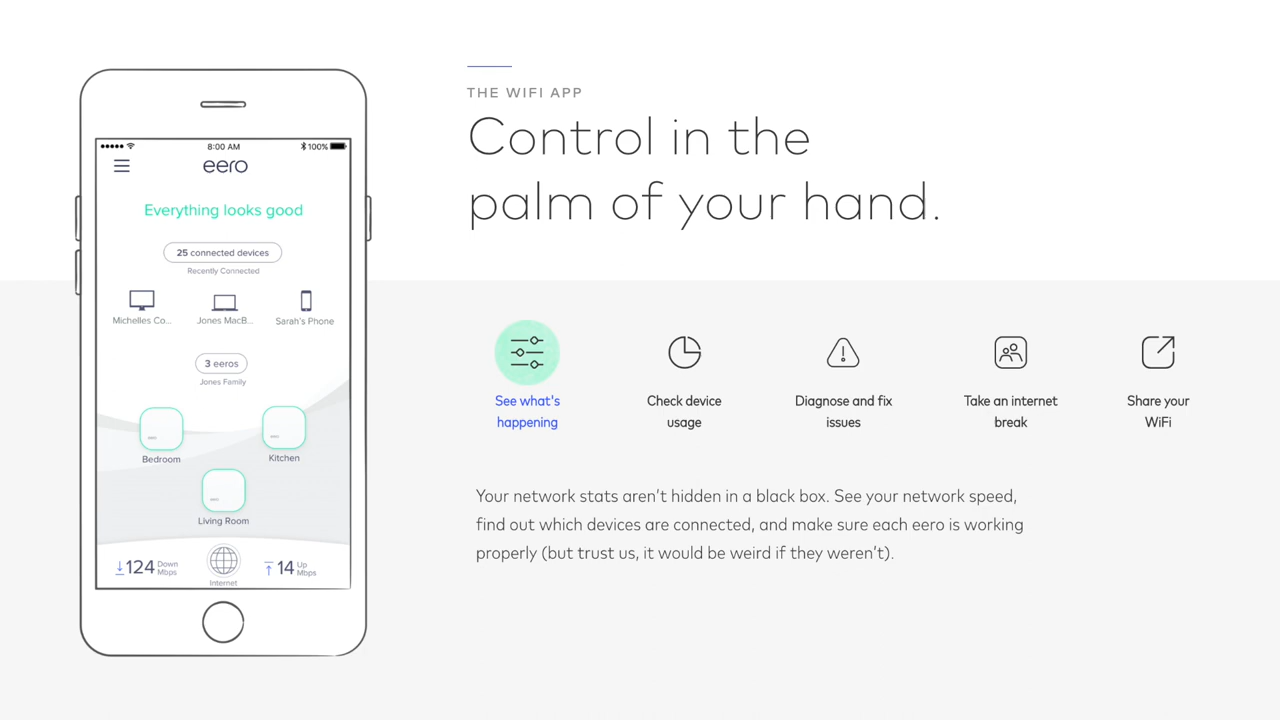 8:00 AM
100%
eero
Everything looks good
25 connected devices
Recently Connected
Michelles Co...
Jones MacB...
Sarah's Phone
3 eeros
Jones Family
eero
Bedroom
eero
Kitchen
eero
Living Room
124 Down Mbps
Internet
14 Up Mbps
THE WIFI APP
Control in the
palm of your hand.
See what's
happening
Check device
usage
Diagnose and fix
issues
Take an internet
break
Share your
WiFi
Your network stats aren't hidden in a black box. See your network speed,
find out which devices are connected, and make sure each eero is working
properly (but trust us, it would be weird if they weren't).